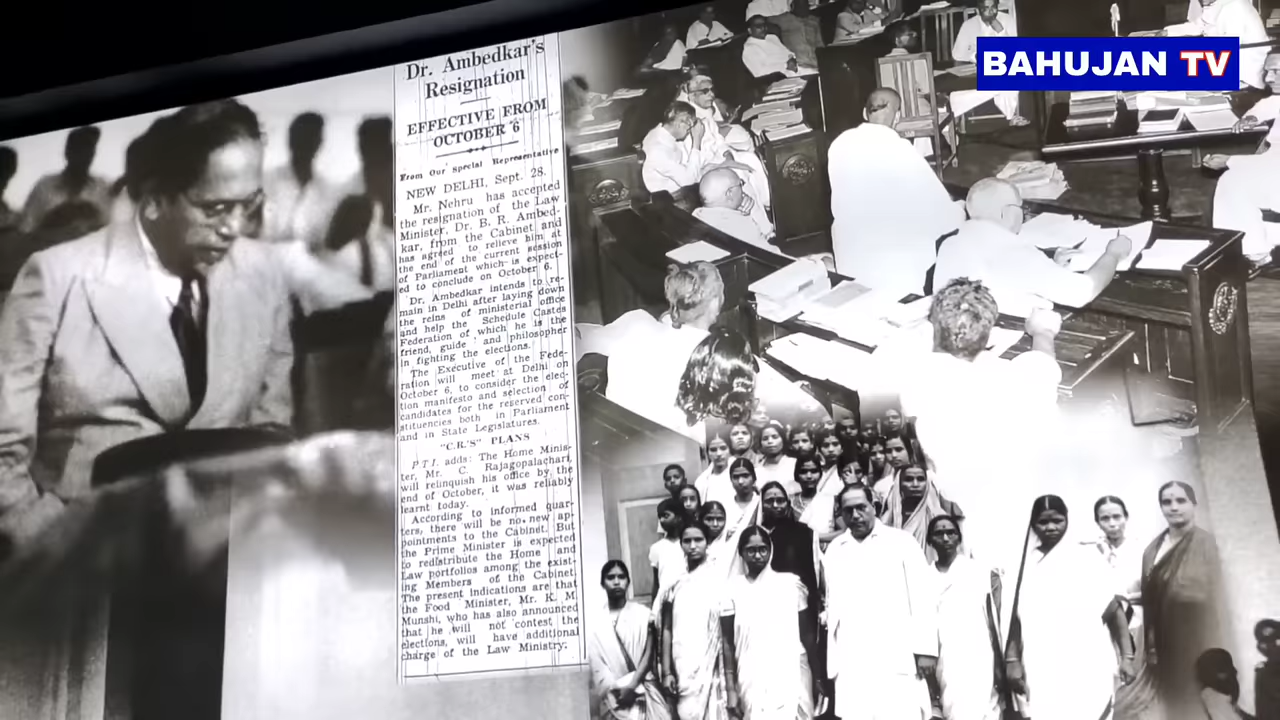 BAHUJAN TV
Dr. Ambedkar's
Resignation
EFFECTIVE FROM
OCTOBER 6
From Our Special Representative
NEW DELHI, Sept. 28.
Mr. Nehru has accepted
the resignation of the Law
Minister, Dr. B. R. Ambed-
kar, from the Cabinet and
has agreed to relieve him at
the end of the current session
of Parliament which is expect-
ed to conclude on October 6.
Dr. Ambedkar intends to re-
main in Delhi after laying down
the reins of ministerial office
and help the Schedule Castes
Federation of which he is the
friend, guide and philosopher
in fighting the elections.
The Executive of the Fede-
ration will meet at Delhi on
October 6, to consider the elec-
tion manifesto and selection of
candidates for the reserved con-
stituencies both in Parliament
and in State Legislatures.
"C.R.'S" PLANS
P.T.I. adds: The Home Minis-
ter, Mr. C. Rajagopalachari,
will relinquish his office by the
end of October, it was reliably
learnt today.
According to informed quar-
ters, there will be no new ap-
pointments to the Cabinet. But
the Prime Minister is expected
to redistribute the Home and
Law portfolios among the exist-
ing Members of the Cabinet.
The present indications are that
the Food Minister, Mr. K. M.
Munshi, who has also announced
that he will not contest the
elections, will have additional
charge of the Law Ministry.